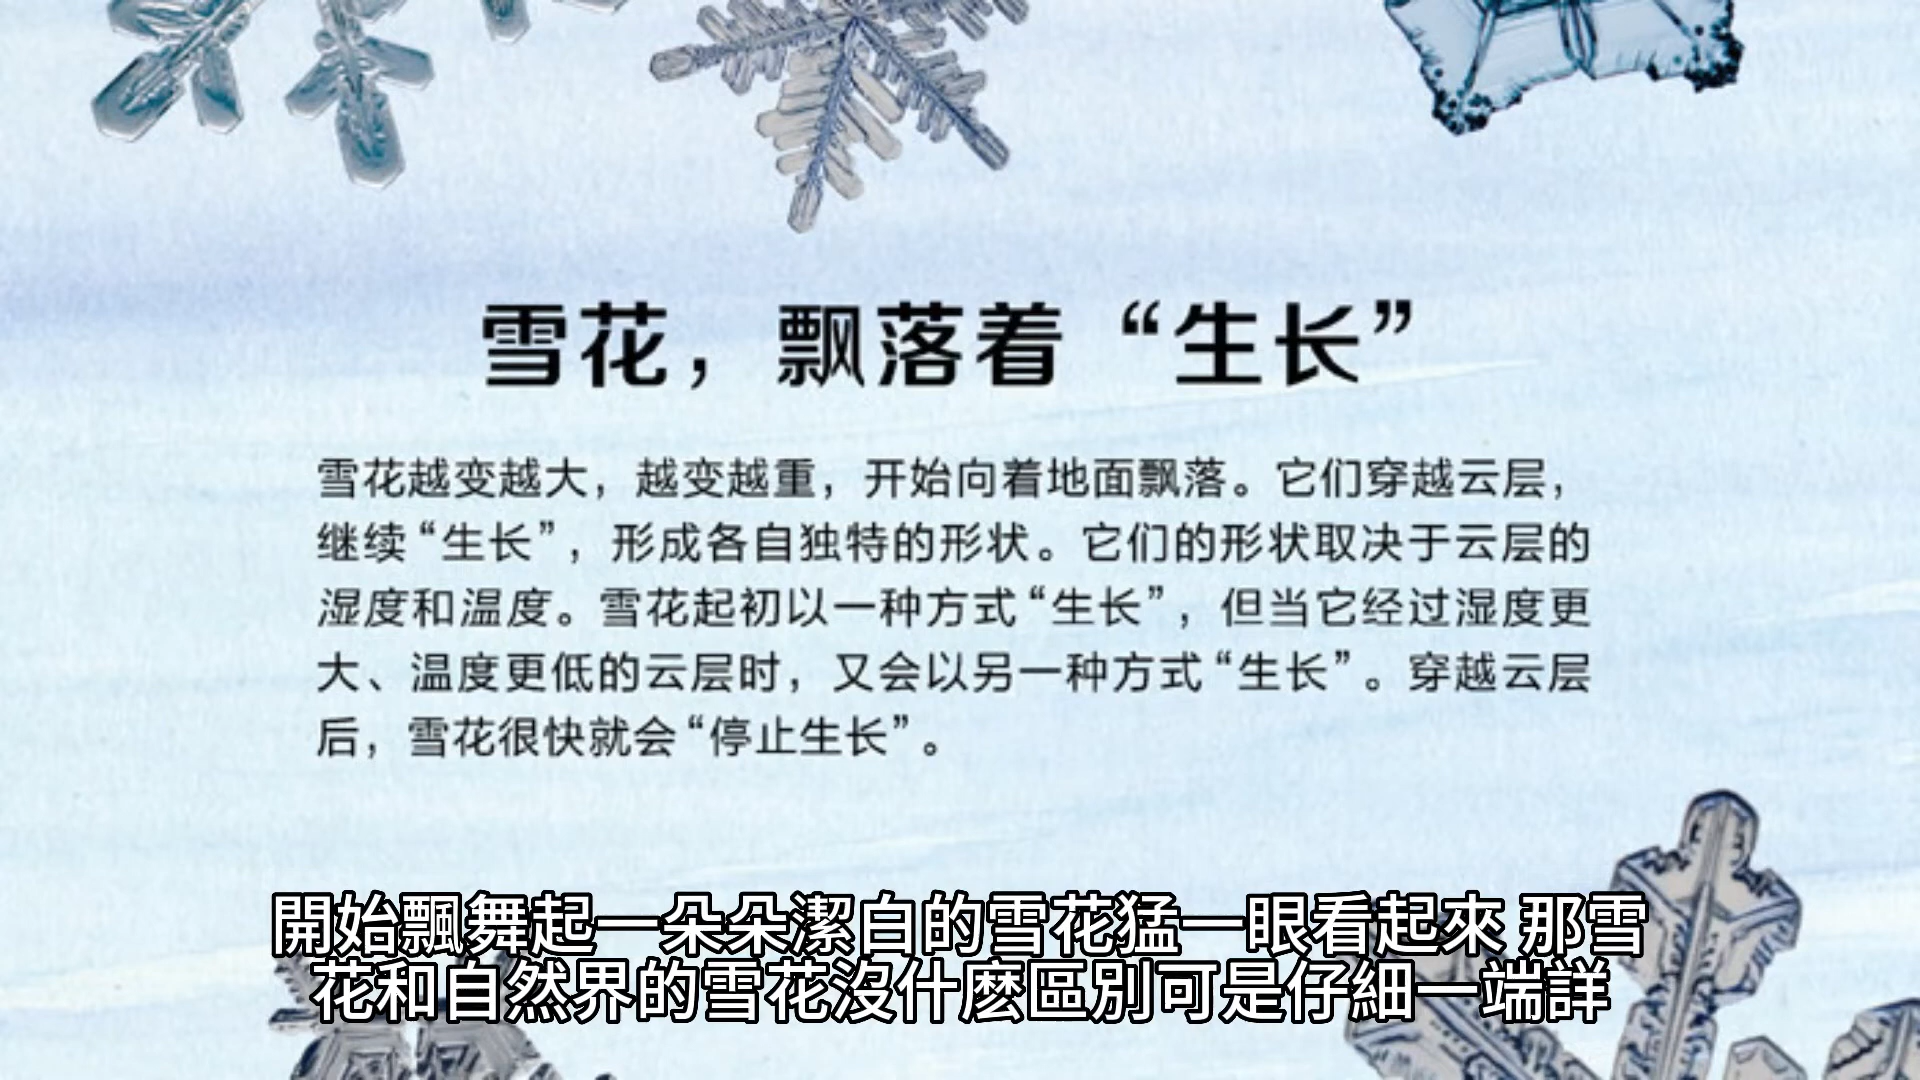 雪花，飘落着“生长”
雪花越变越大，越变越重，开始向着地面飘落。它们穿越云层，
继续“生长”，形成各自独特的形状。它们的形状取决于云层的
湿度和温度。雪花起初以一种方式“生长”，但当它经过湿度更
大、温度更低的云层时，又会以另一种方式“生长”。穿越云层
后，雪花很快就会“停止生长”。
開始飄舞起一朵朵潔白的雪花猛一眼看起來 那雪
花和自然界的雪花沒什麽區別可是仔細一端詳